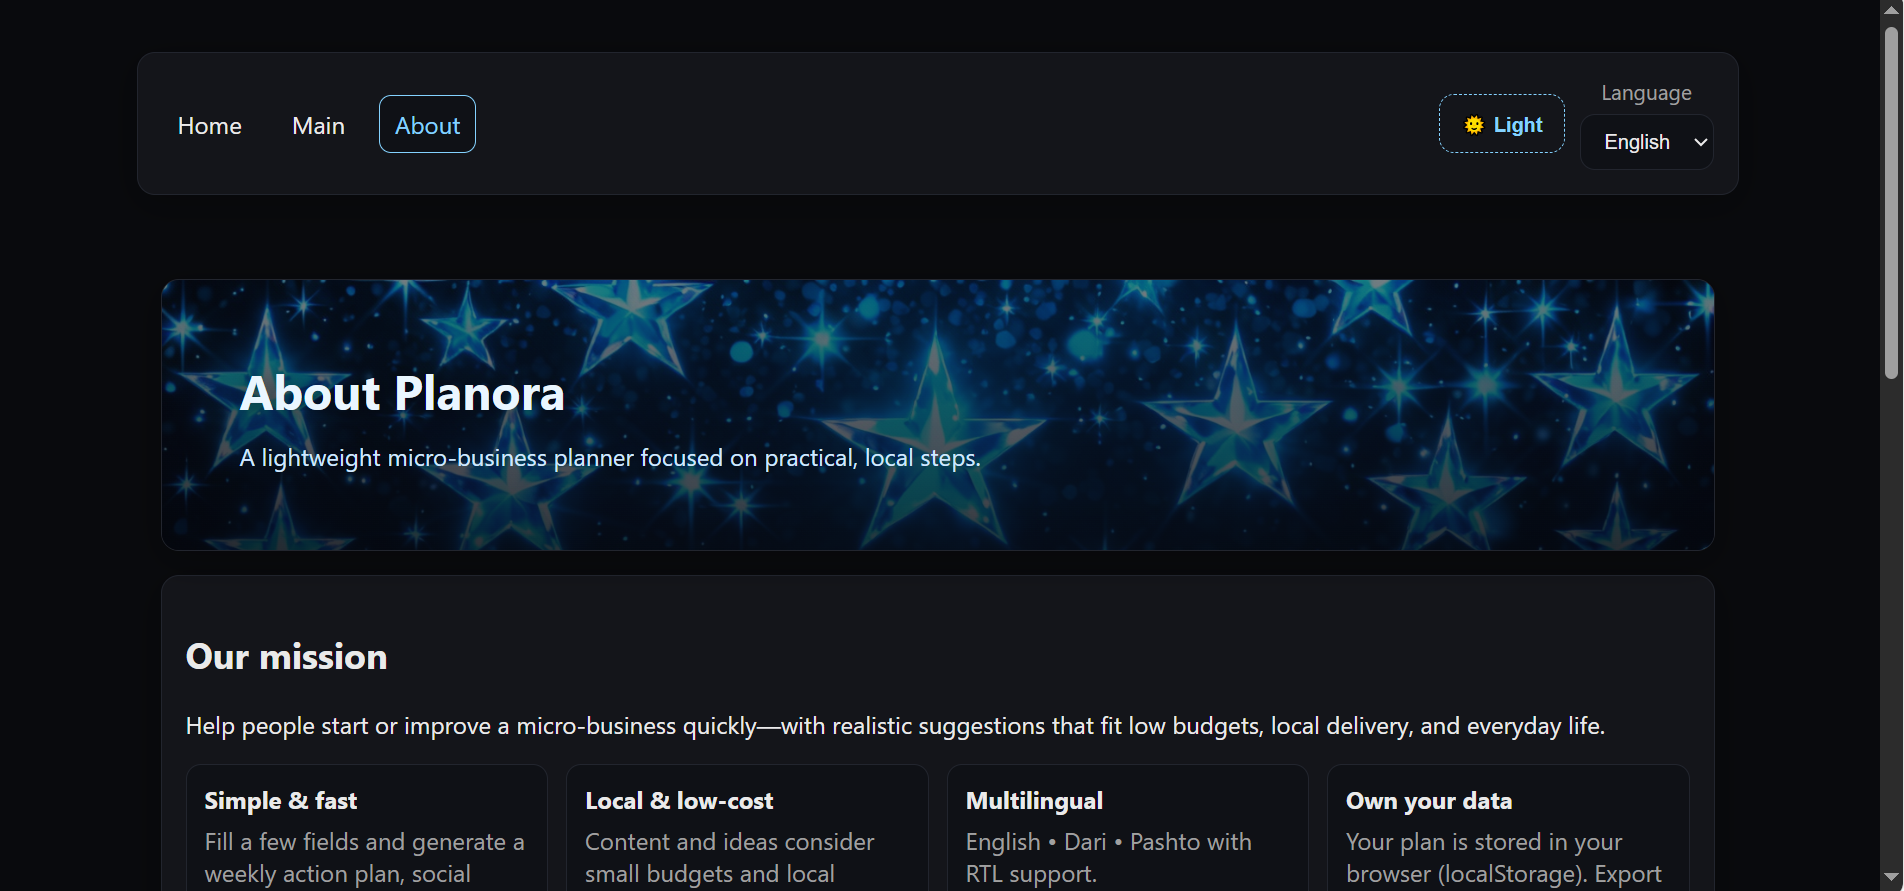 Home
Main
About
🌞 Light
Language
English
About Planora
A lightweight micro-business planner focused on practical, local steps.
Our mission
Help people start or improve a micro-business quickly—with realistic suggestions that fit low budgets, local delivery, and everyday life.
Simple & fast
Fill a few fields and generate a
weekly action plan, social
Local & low-cost
Content and ideas consider
small budgets and local
Multilingual
English • Dari • Pashto with
RTL support.
Own your data
Your plan is stored in your
browser (localStorage). Export